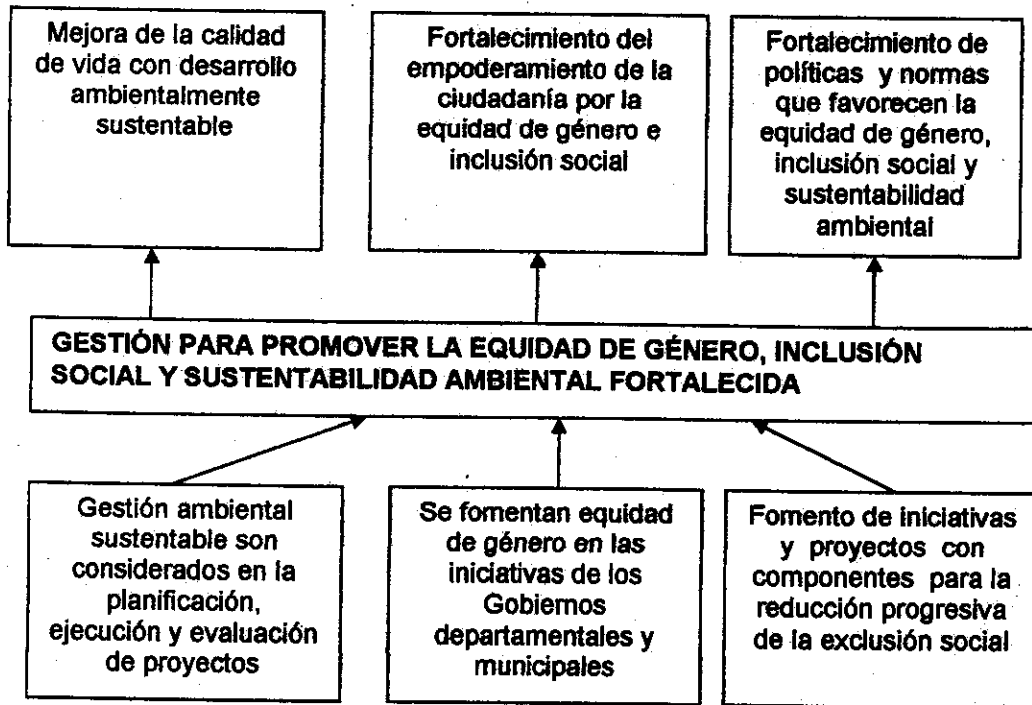 Mejora de la calidad
de vida con desarrollo
ambientalmente
sustentable
Fortalecimiento del
empoderamiento de la
ciudadanía por la
equidad de género e
inclusión social
Fortalecimiento de
políticas y normas
que favorecen la
equidad de género,
inclusión social y
sustentabilidad
ambiental
GESTIÓN PARA PROMOVER LA EQUIDAD DE GÉNERO, INCLUSIÓN
SOCIAL Y SUSTENTABILIDAD AMBIENTAL FORTALECIDA
Gestión ambiental
sustentable son
considerados en la
planificación,
ejecución y evaluación
de proyectos
Se fomentan equidad
de género en las
iniciativas de los
Gobiernos
departamentales y
municipales
Fomento de iniciativas
y proyectos con
componentes para la
reducción progresiva
de la exclusión social